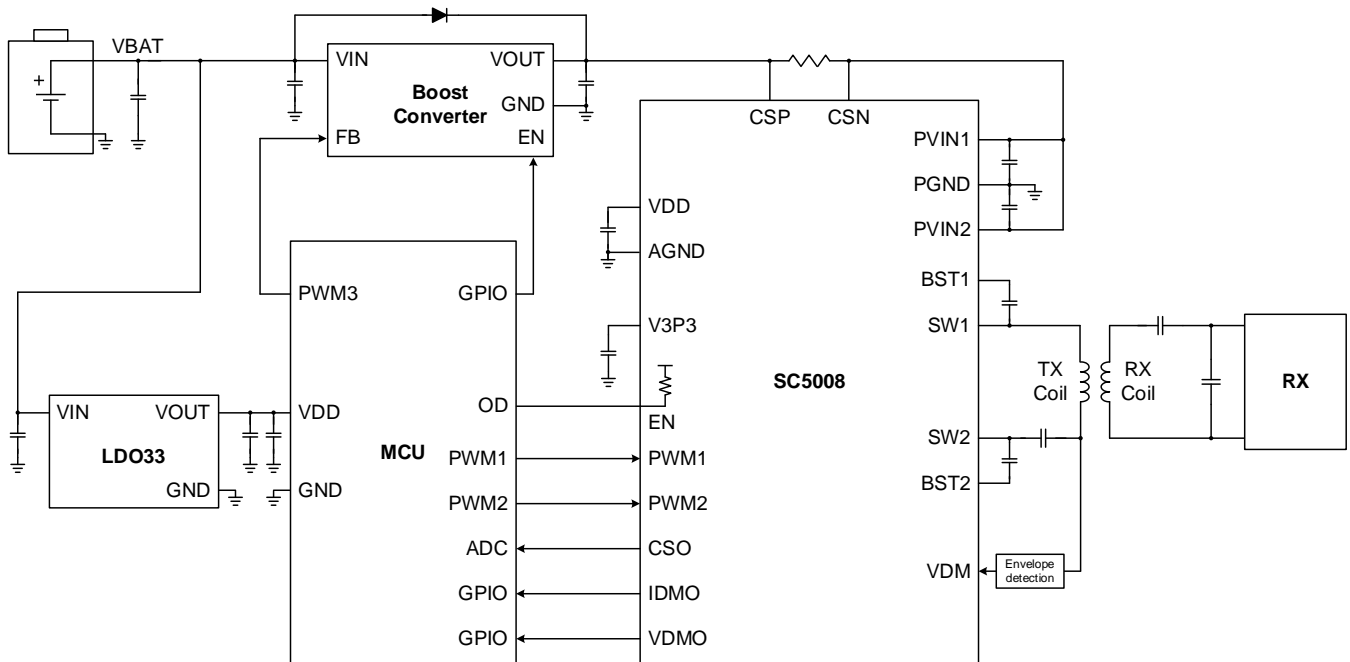 VBAT
+
VIN
VOUT
Boost
Converter
GND
FB
EN
CSP
CSN
PVIN1
PGND
PVIN2
VDD
AGND
BST1
SW1
PWM3
GPIO
V3P3
SC5008
TX
Coil
RX
Coil
RX
VIN
VOUT
LDO33
GND
VDD
OD
EN
MCU
SW2
PWM1
PWM1
GND
PWM2
PWM2
BST2
ADC
CSO
VDM
Envelope
detection
GPIO
IDMO
GPIO
VDMO